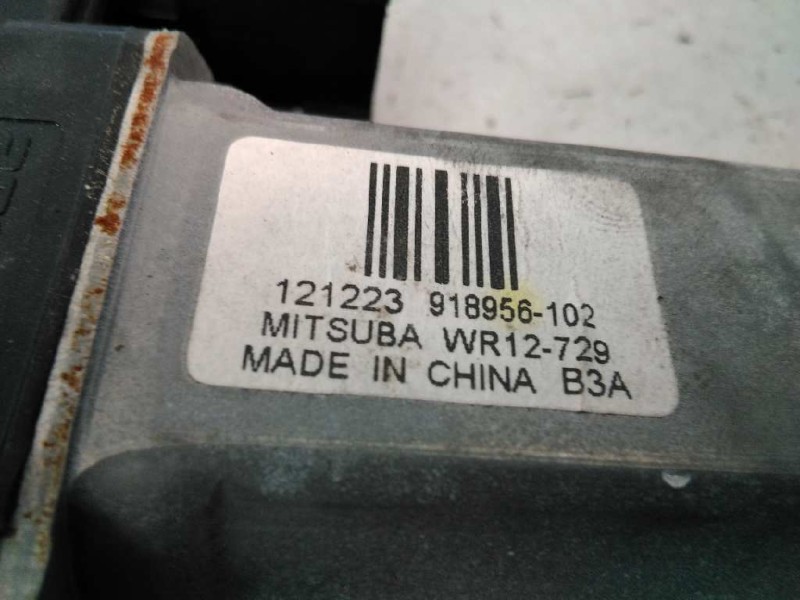 121223 918956-102
MITSUBA WR12-729
MADE IN CHINA B3A